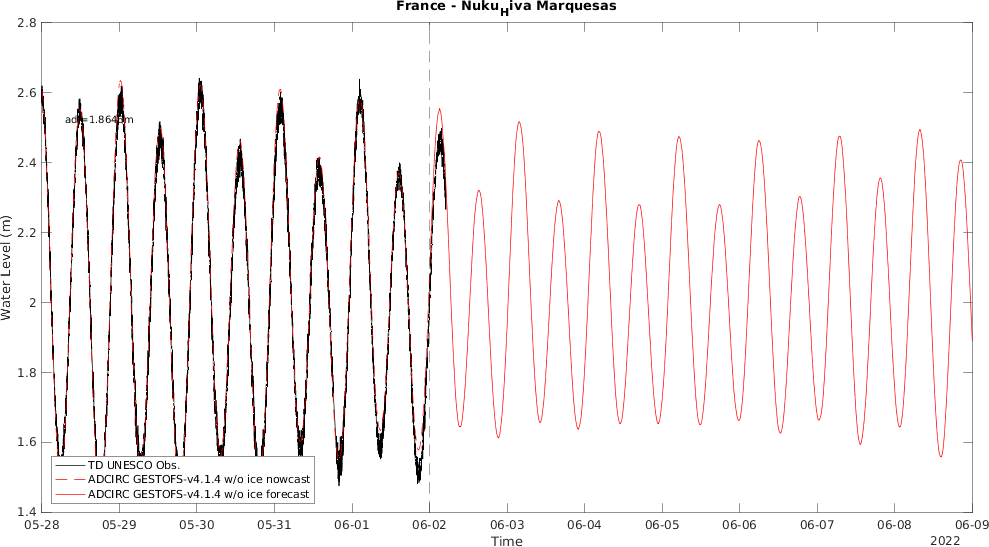 France - Nuku_Hiva Marquesas
2.8
2.6
adj=1.8645m
2.4
2.2
2
1.8
1.6
1.4
Water Level (m)
TD UNESCO Obs.
ADCIRC GESTOFS-v4.1.4 w/o ice nowcast
ADCIRC GESTOFS-v4.1.4 w/o ice forecast
05-28 05-29 05-30 05-31 06-01 06-02 06-03 06-04 06-05 06-06 06-07 06-08 06-09
Time
2022